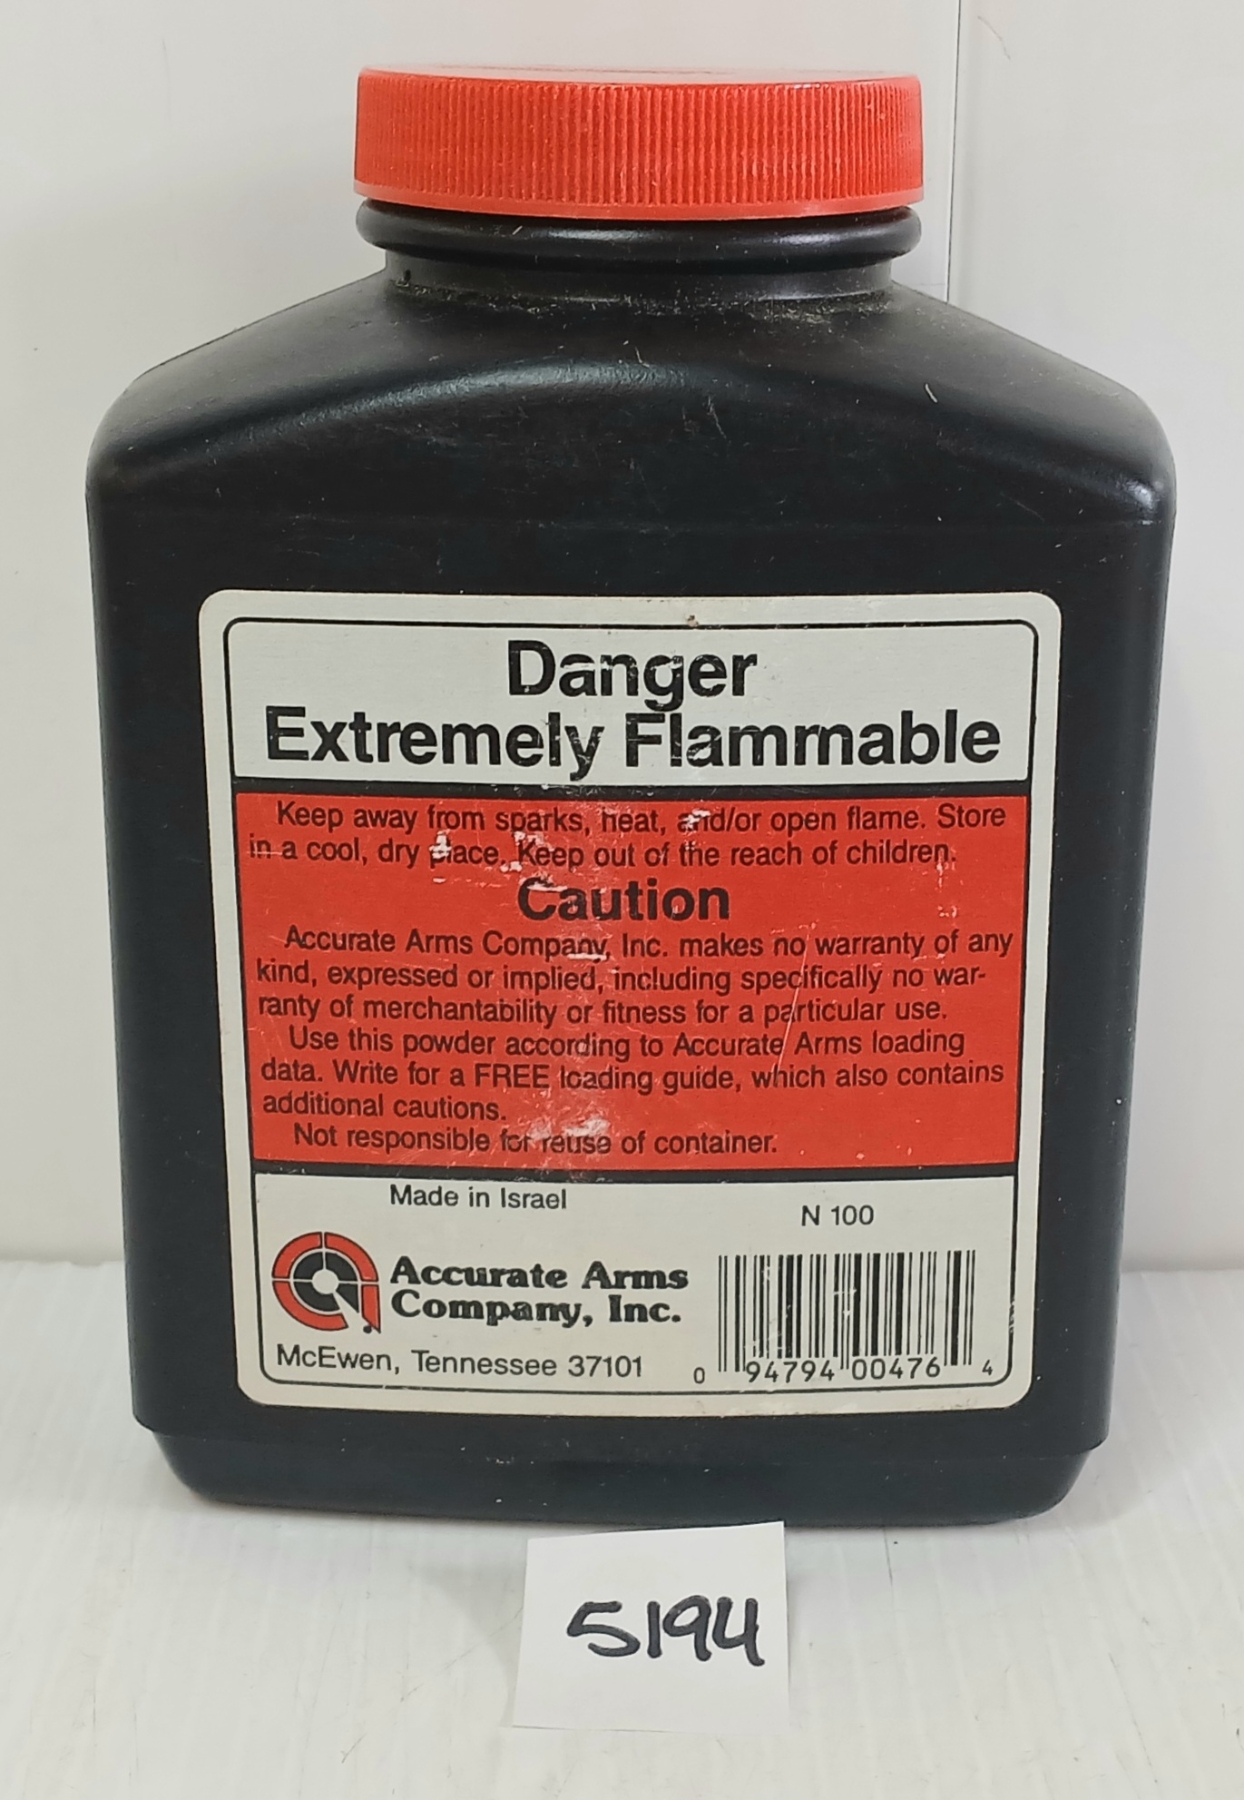 Danger
Extremely Flammable
Keep away from sparks, heat, and/or open flame. Store
in a cool, dry place. Keep out of the reach of children.
Caution
Accurate Arms Company, Inc. makes no warranty of any
kind, expressed or implied, including specifically no war-
ranty of merchantability or fitness for a particular use.
Use this powder according to Accurate Arms loading
data. Write for a FREE loading guide, which also contains
additional cautions.
Not responsible for reuse of container.
Made in Israel
N 100
Accurate Arms
Company, Inc.
McEwen, Tennessee 37101
0 94794 00476 4
5194